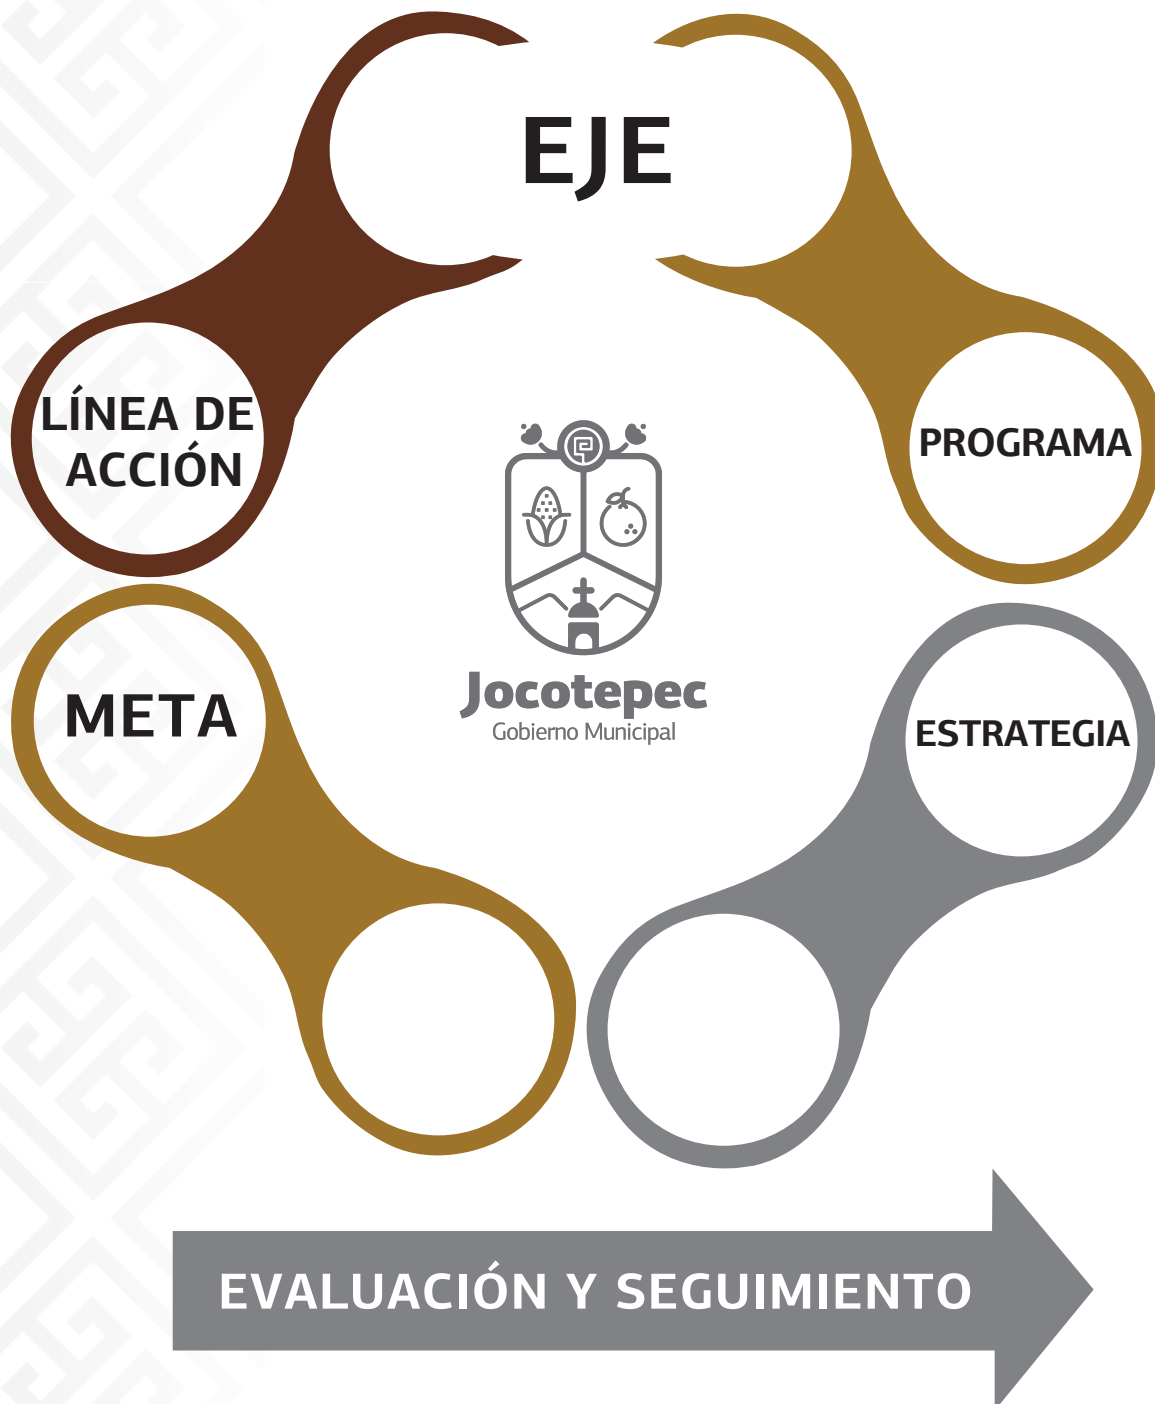 EJE
LÍNEA DE
ACCIÓN
PROGRAMA
META
ESTRATEGIA
Jocotepec
Gobierno Municipal
EVALUACIÓN Y SEGUIMIENTO